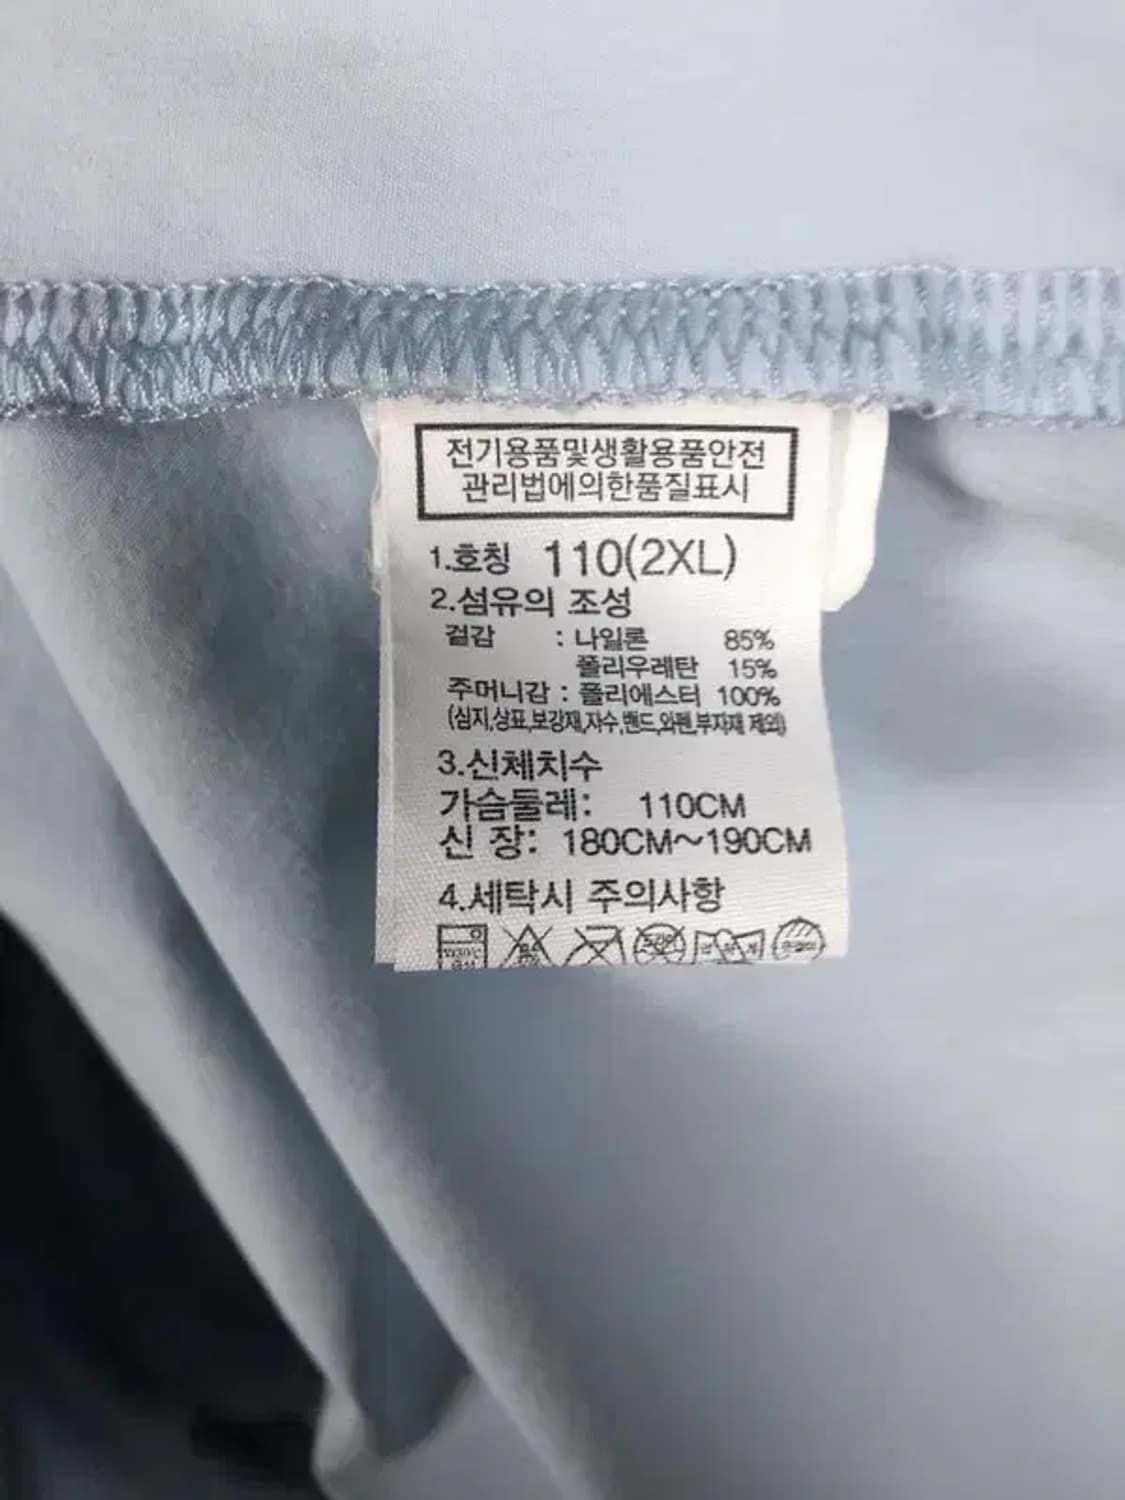 전기용품및생활용품안전
관리법에의한품질표시
1.호칭 110(2XL)
2.섬유의 조성
겉감 : 나일론 85%
폴리우레탄 15%
주머니감 : 폴리에스터 100%
(심지,상표,보강재,자수,밴드,와펜,부자재 제외)
3.신체치수
가슴둘레: 110CM
신 장: 180CM~190CM
4.세탁시 주의사항